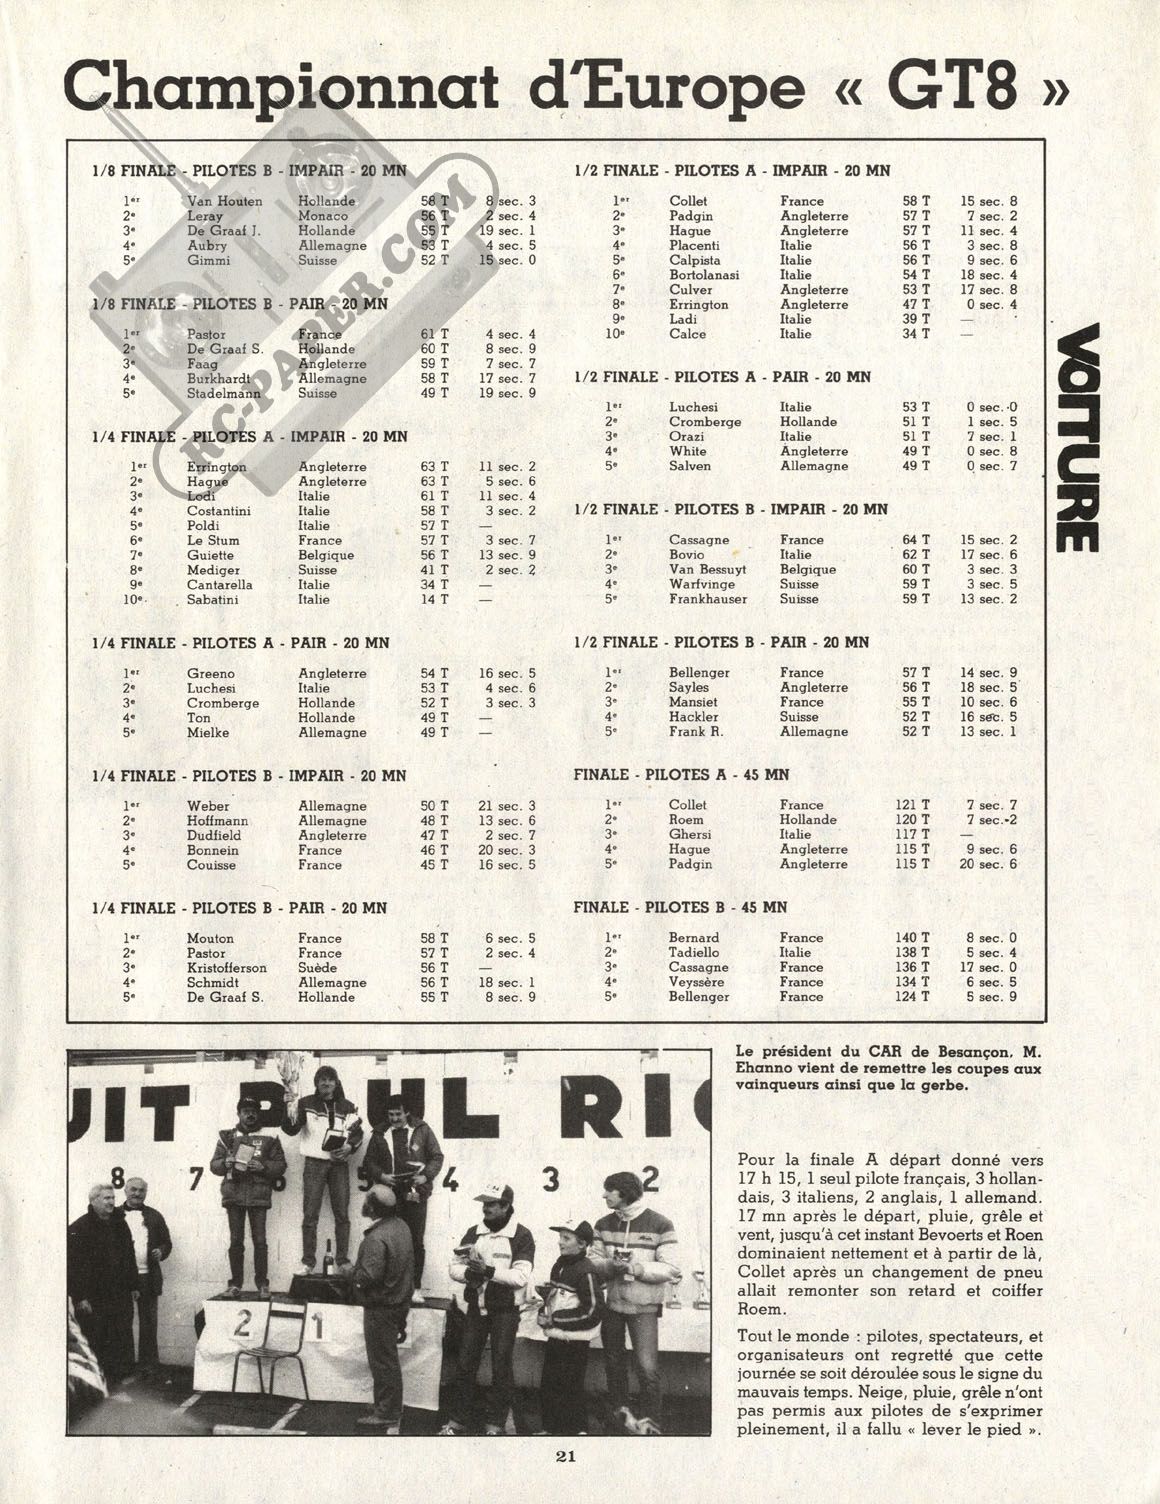 Championnat d'Europe « GT8 »
1/8 FINALE - PILOTES B - IMPAIR - 20 MN
1er Van Houten Hollande 58 T 8 sec. 3
2e Leray Monaco 56 T 2 sec. 4
3e De Graaf J. Hollande 55 T 19 sec. 1
4e Aubry Allemagne 53 T 4 sec. 5
5e Gimmi Suisse 52 T 15 sec. 0
1/8 FINALE - PILOTES B - PAIR - 20 MN
1er Pastor France 61 T 4 sec. 4
2e De Graaf S. Hollande 60 T 8 sec. 9
3e Faag Angleterre 59 T 7 sec. 7
4e Burkhardt Allemagne 58 T 17 sec. 7
5e Stadelmann Suisse 49 T 19 sec. 9
1/4 FINALE - PILOTES A - IMPAIR - 20 MN
1er Errington Angleterre 63 T 11 sec. 2
2e Hague Angleterre 63 T 5 sec. 6
3e Lodi Italie 61 T 11 sec. 4
4e Costantini Italie 58 T 3 sec. 2
5e Poldi Italie 57 T —
6e Le Stum France 57 T 3 sec. 7
7e Guiette Belgique 56 T 13 sec. 9
8e Mediger Suisse 41 T 2 sec. 2
9e Cantarella Italie 34 T —
10e Sabatini Italie 14 T —
1/4 FINALE - PILOTES A - PAIR - 20 MN
1er Greeno Angleterre 54 T 16 sec. 5
2e Luchesi Italie 53 T 4 sec. 6
3e Cromberge Hollande 52 T 3 sec. 3
4e Ton Hollande 49 T —
5e Mielke Allemagne 49 T —
1/4 FINALE - PILOTES B - IMPAIR - 20 MN
1er Weber Allemagne 50 T 21 sec. 3
2e Hoffmann Allemagne 48 T 13 sec. 6
3e Dudfield Angleterre 47 T 2 sec. 7
4e Bonnein France 46 T 20 sec. 3
5e Couisse France 45 T 16 sec. 5
1/4 FINALE - PILOTES B - PAIR - 20 MN
1er Mouton France 58 T 6 sec. 5
2e Pastor France 57 T 2 sec. 4
3e Kristofferson Suède 56 T —
4e Schmidt Allemagne 56 T 18 sec. 1
5e De Graaf S. Hollande 55 T 8 sec. 9
1/2 FINALE - PILOTES A - IMPAIR - 20 MN
1er Collet France 58 T 15 sec. 8
2e Padgin Angleterre 57 T 7 sec. 2
3e Hague Angleterre 57 T 11 sec. 4
4e Placenti Italie 56 T 3 sec. 8
5e Calpista Italie 56 T 9 sec. 6
6e Bortolanasi Italie 54 T 18 sec. 4
7e Culver Angleterre 53 T 17 sec. 8
8e Errington Angleterre 47 T 0 sec. 4
9e Ladi Italie 39 T —
10e Calce Italie 34 T —
1/2 FINALE - PILOTES A - PAIR - 20 MN
1er Luchesi Italie 53 T 0 sec. 0
2e Cromberge Hollande 51 T 1 sec. 5
3e Orazi Italie 51 T 7 sec. 1
4e White Angleterre 49 T 0 sec. 8
5e Salven Allemagne 49 T 0 sec. 7
1/2 FINALE - PILOTES B - IMPAIR - 20 MN
1er Cassagne France 64 T 15 sec. 2
2e Bovio Italie 62 T 17 sec. 6
3e Van Bessuyt Belgique 60 T 3 sec. 3
4e Warfvinge Suisse 59 T 3 sec. 5
5e Frankhauser Suisse 59 T 13 sec. 2
1/2 FINALE - PILOTES B - PAIR - 20 MN
1er Bellenger France 57 T 14 sec. 9
2e Sayles Angleterre 56 T 18 sec. 5
3e Mansiet France 55 T 10 sec. 6
4e Hackler Suisse 52 T 16 sec. 5
5e Frank R. Allemagne 52 T 13 sec. 1
FINALE - PILOTES A - 45 MN
1er Collet France 121 T 7 sec. 7
2e Roem Hollande 120 T 7 sec. 2
3e Ghersi Italie 117 T —
4e Hague Angleterre 115 T 9 sec. 6
5e Padgin Angleterre 115 T 20 sec. 6
FINALE - PILOTES B - 45 MN
1er Bernard France 140 T 8 sec. 0
2e Tadiello Italie 138 T 5 sec. 4
3e Cassagne France 136 T 17 sec. 0
4e Veyssère France 134 T 6 sec. 5
5e Bellenger France 124 T 5 sec. 9
VOITURE
RC-PAPER.COM
UIT PAUL RIC
8 7 6 5 4 3 2
2 1 3
Le président du CAR de Besançon, M.
Ehanno vient de remettre les coupes aux
vainqueurs ainsi que la gerbe.
Pour la finale A départ donné vers
17 h 15, 1 seul pilote français, 3 hollan-
dais, 3 italiens, 2 anglais, 1 allemand.
17 mn après le départ, pluie, grêle et
vent, jusqu'à cet instant Bevoerts et Roen
dominaient nettement et à partir de là,
Collet après un changement de pneu
allait remonter son retard et coiffer
Roem.
Tout le monde : pilotes, spectateurs, et
organisateurs ont regretté que cette
journée se soit déroulée sous le signe du
mauvais temps. Neige, pluie, grêle n'ont
pas permis aux pilotes de s'exprimer
pleinement, il a fallu « lever le pied ».
21